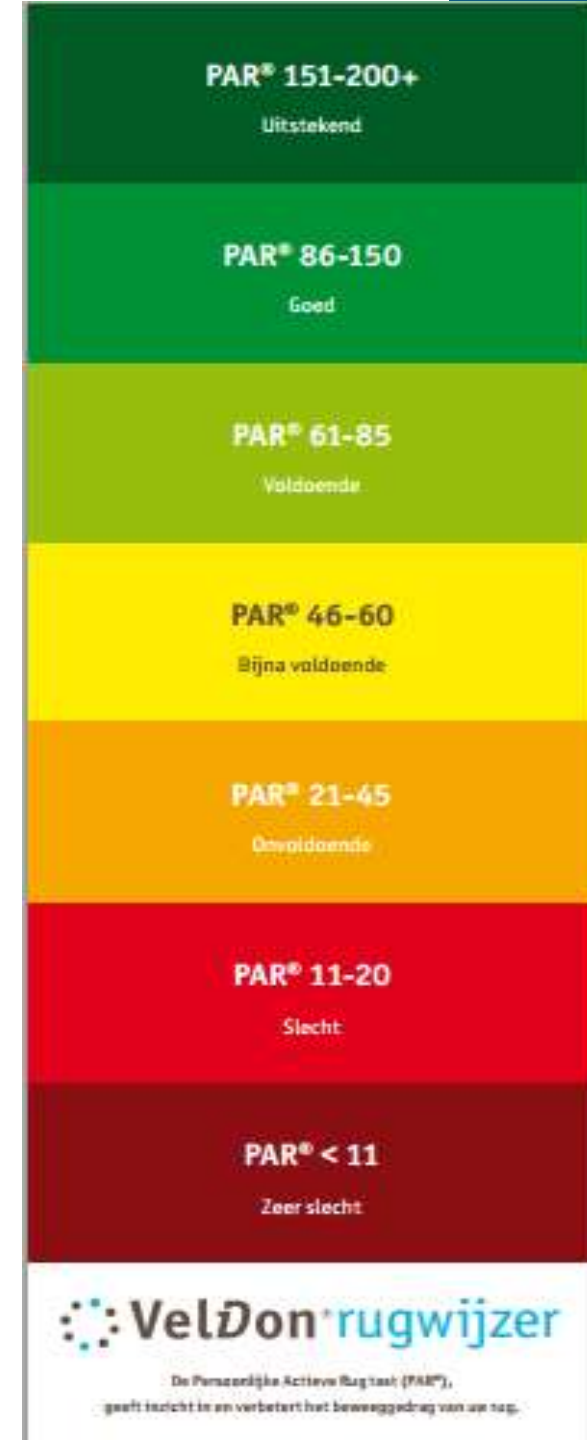 PAR® 151-200+
Uitstekend
PAR® 86-150
Goed
PAR® 61-85
Voldoende
PAR® 46-60
Bijna voldoende
PAR® 21-45
Onvoldoende
PAR® 11-20
Slecht
PAR® < 11
Zeer slecht
VelDon® rugwijzer
De Persoonlijke Actieve Rug test (PAR®),
geeft inzicht in en verbetert het beweeggedrag van uw rug.